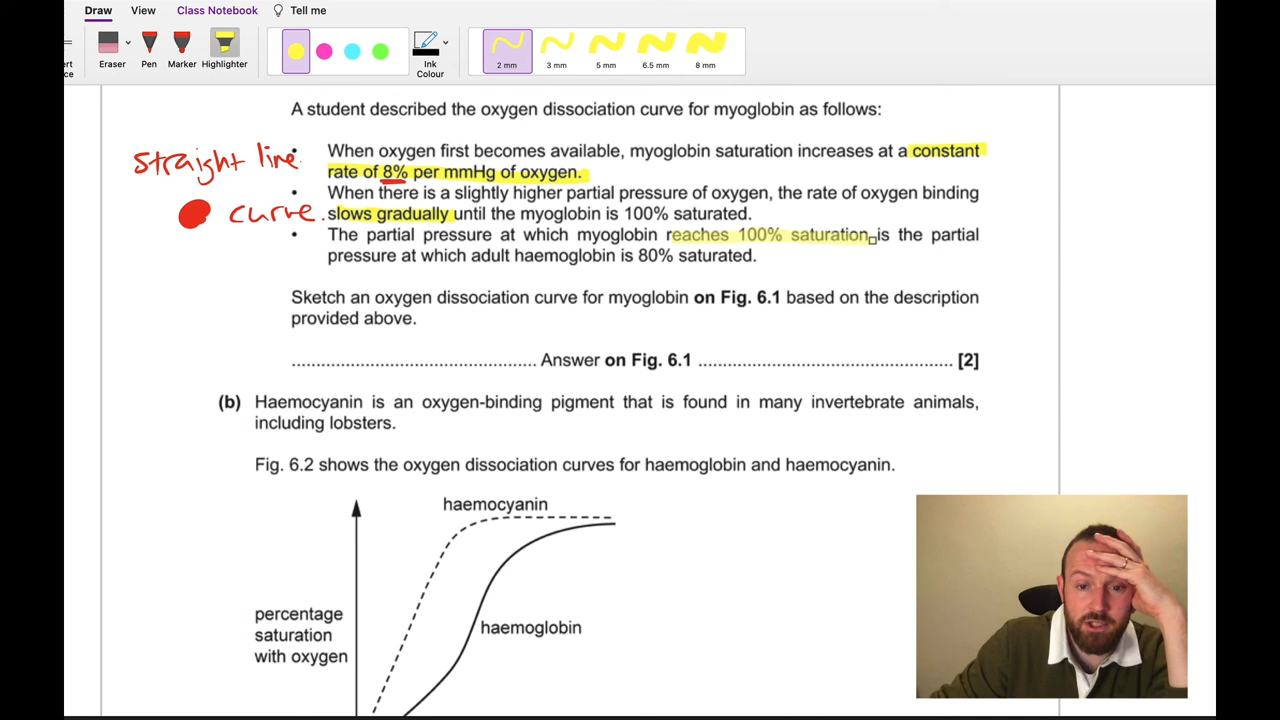 Draw View Class Notebook Tell me
Eraser Pen Marker Highlighter Ink Colour 2 mm 3 mm 5 mm 6.5 mm 8 mm
A student described the oxygen dissociation curve for myoglobin as follows:
straight line
• When oxygen first becomes available, myoglobin saturation increases at a constant
rate of 8% per mmHg of oxygen.
• When there is a slightly higher partial pressure of oxygen, the rate of oxygen binding
curve.
slows gradually until the myoglobin is 100% saturated.
• The partial pressure at which myoglobin reaches 100% saturation is the partial
pressure at which adult haemoglobin is 80% saturated.
Sketch an oxygen dissociation curve for myoglobin on Fig. 6.1 based on the description
provided above.
.................................................. Answer on Fig. 6.1 .................................................... [2]
(b) Haemocyanin is an oxygen-binding pigment that is found in many invertebrate animals,
including lobsters.
Fig. 6.2 shows the oxygen dissociation curves for haemoglobin and haemocyanin.
haemocyanin
percentage
saturation
with oxygen
haemoglobin